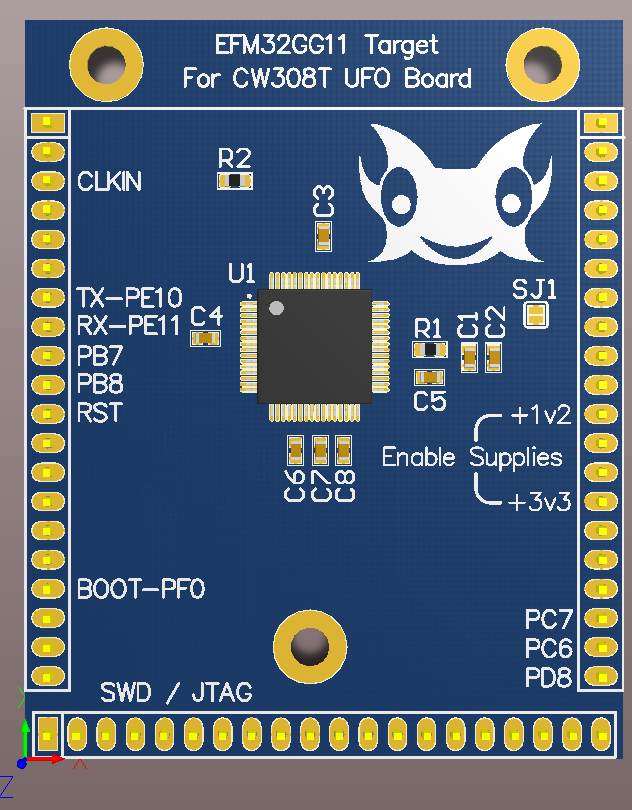 EFM32GG11 Target
For CW308T UFO Board
R2
CLKIN
C3
U1
SJ1
TX-PE10
RX-PE11
C4
R1
C1
C2
PB7
PB8
C5
RST
+1v2
Enable Supplies
C6
C7
C8
+3v3
BOOT-PF0
PC7
PC6
PD8
SWD / JTAG
Z